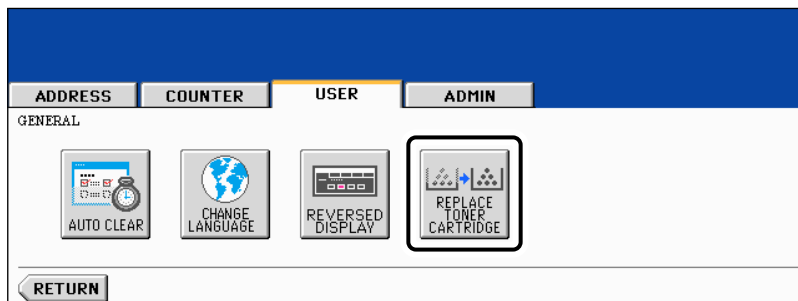 ADDRESS COUNTER USER ADMIN
GENERAL
AUTO CLEAR
CHANGE
LANGUAGE
REVERSED
DISPLAY
REPLACE
TONER
CARTRIDGE
RETURN